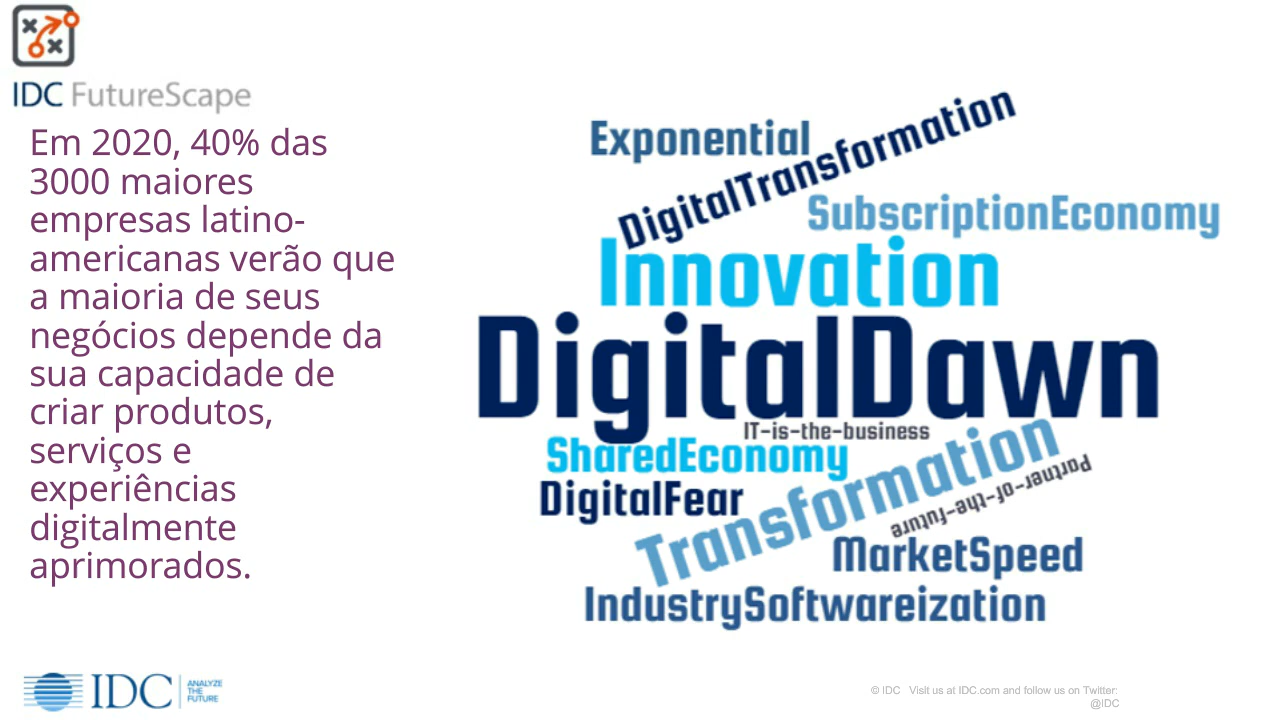 IDC FutureScape
Em 2020, 40% das
3000 maiores
empresas latino-
americanas verão que
a maioria de seus
negócios depende da
sua capacidade de
criar produtos,
serviços e
experiências
digitalmente
aprimorados.
Exponential
DigitalTransformation
SubscriptionEconomy
Innovation
DigitalDawn
IT-is-the-business
SharedEconomy
Transformation
Partner-of-the-future
DigitalFear
MarketSpeed
IndustrySoftwareization
IDC
ANALYZE
THE
FUTURE
© IDC Visit us at IDC.com and follow us on Twitter:
@IDC